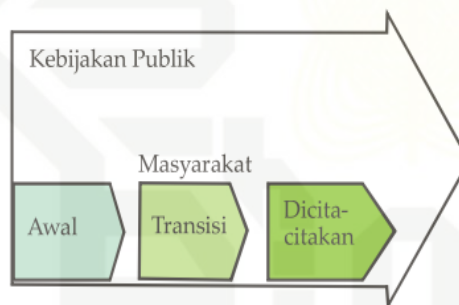 Kebijakan Publik
Masyarakat
Awal
Transisi
Dicita-
citakan